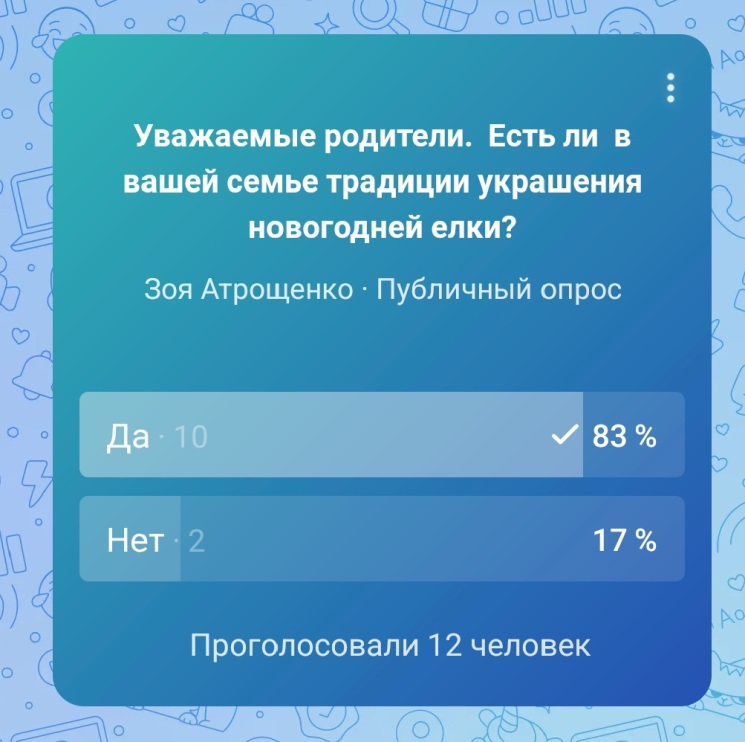 Уважаемые родители.  Есть ли  в
вашей семье традиции украшения
новогодней елки?
Зоя Атрощенко · Публичный опрос
Да · 10 83 %
Нет · 2 17 %
Проголосовали 12 человек